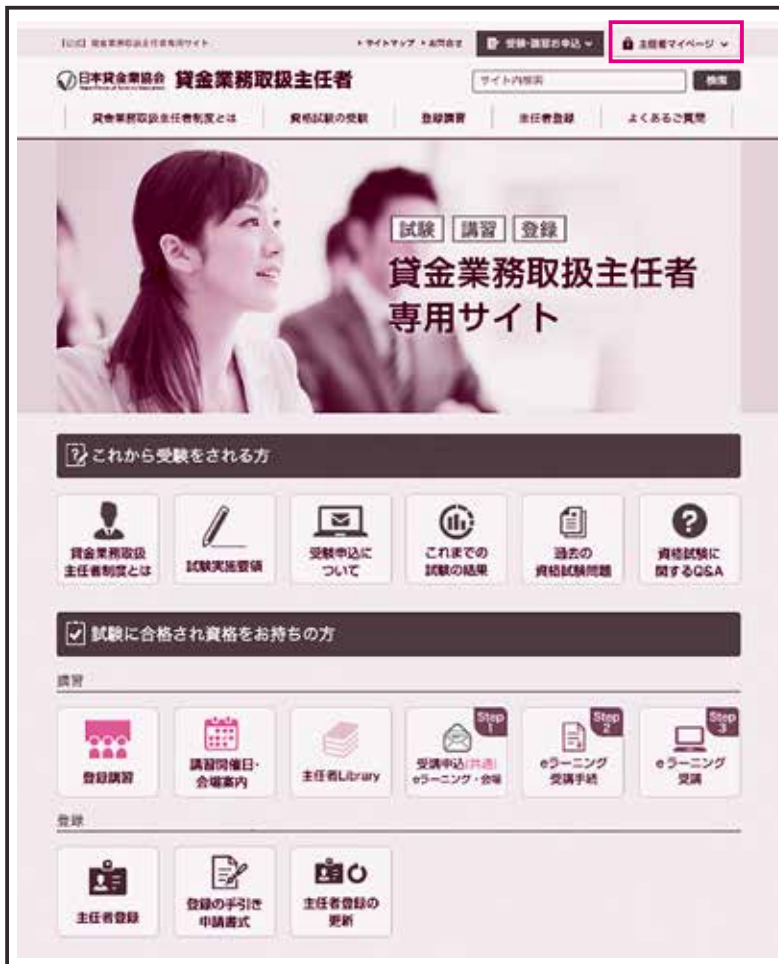 【公式】貸金業務取扱主任者専用サイト
サイトマップ
お問合せ
受験・講習お申込
主任者マイページ
日本貸金業協会
貸金業務取扱主任者
サイト内検索
検索
貸金業務取扱主任者制度とは
資格試験の受験
登録講習
主任者登録
よくあるご質問
試験 講習 登録
貸金業務取扱主任者
専用サイト
これから受験をされる方
貸金業務取扱
主任者制度とは
試験実施要領
受験申込に
ついて
これまでの
試験の結果
過去の
資格試験問題
資格試験に
関するQ&A
試験に合格され資格をお持ちの方
講習
登録講習
講習開催日・
会場案内
主任者Library
Step
1
受講申込(共通)
eラーニング・会場
Step
2
eラーニング
受講手続
Step
3
eラーニング
受講
登録
主任者登録
登録の手引き
申請書式
主任者登録の
更新